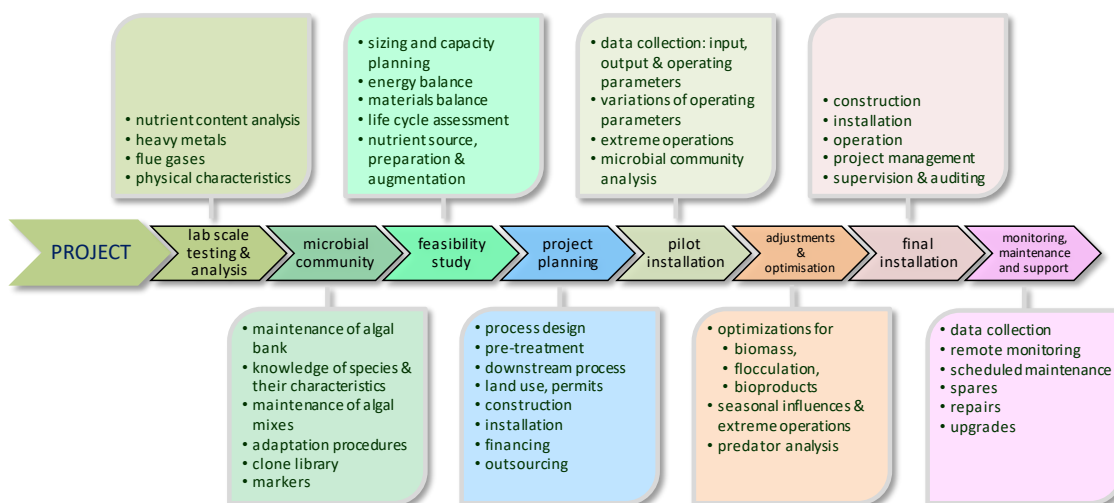 • nutrient content analysis
• heavy metals
• flue gases
• physical characteristics
• sizing and capacity
planning
• energy balance
• materials balance
• life cycle assessment
• nutrient source,
preparation &
augmentation
• data collection: input,
output & operating
parameters
• variations of operating
parameters
• extreme operations
• microbial community
analysis
• construction
• installation
• operation
• project management
• supervision & auditing
PROJECT
lab scale
testing &
analysis
microbial
community
feasibility
study
project
planning
pilot
installation
adjustments
&
optimisation
final
installation
monitoring,
maintenance
and support
• maintenance of algal
bank
• knowledge of species &
their characteristics
• maintenance of algal
mixes
• adaptation procedures
• clone library
• markers
• process design
• pre-treatment
• downstream process
• land use, permits
• construction
• installation
• financing
• outsourcing
• optimizations for
• biomass,
• flocculation,
• bioproducts
• seasonal influences &
extreme operations
• predator analysis
• data collection
• remote monitoring
• scheduled maintenance
• spares
• repairs
• upgrades